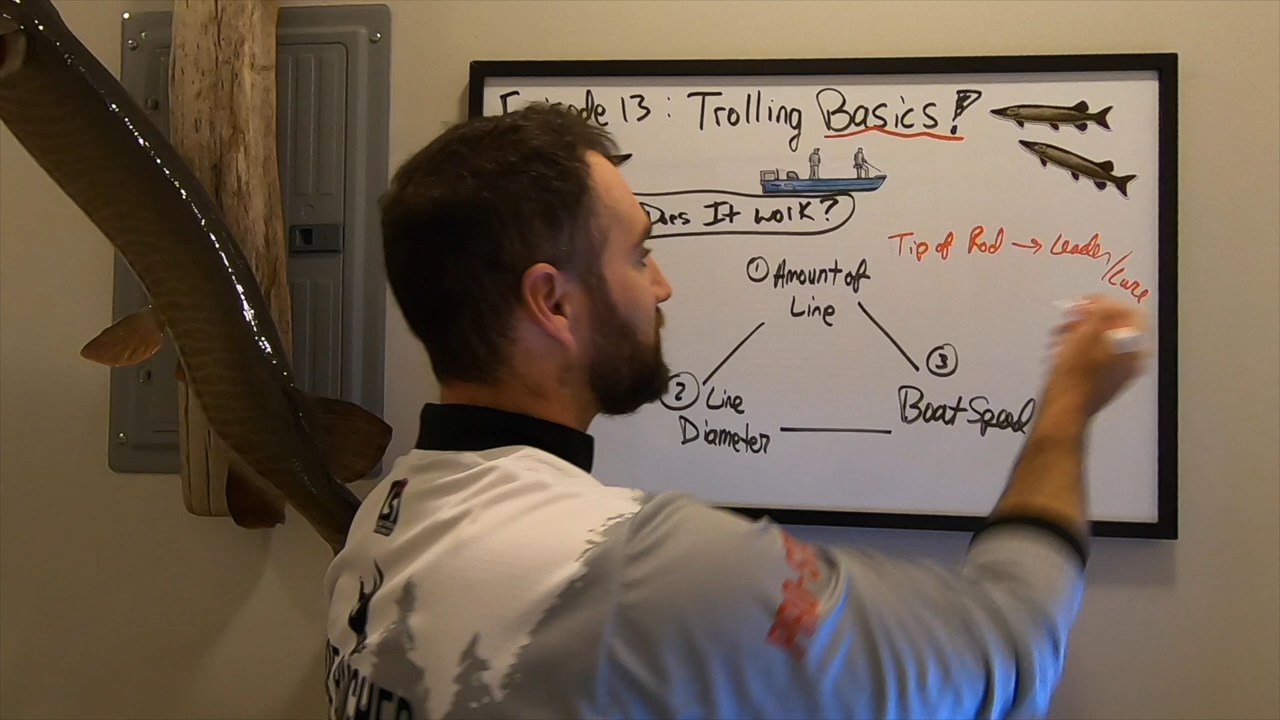 Episode 13: Trolling Basics!
Does It work?
Tip of Rod → Leader/Lure
① Amount of
Line
③
② Line
Diameter
Boat Speed